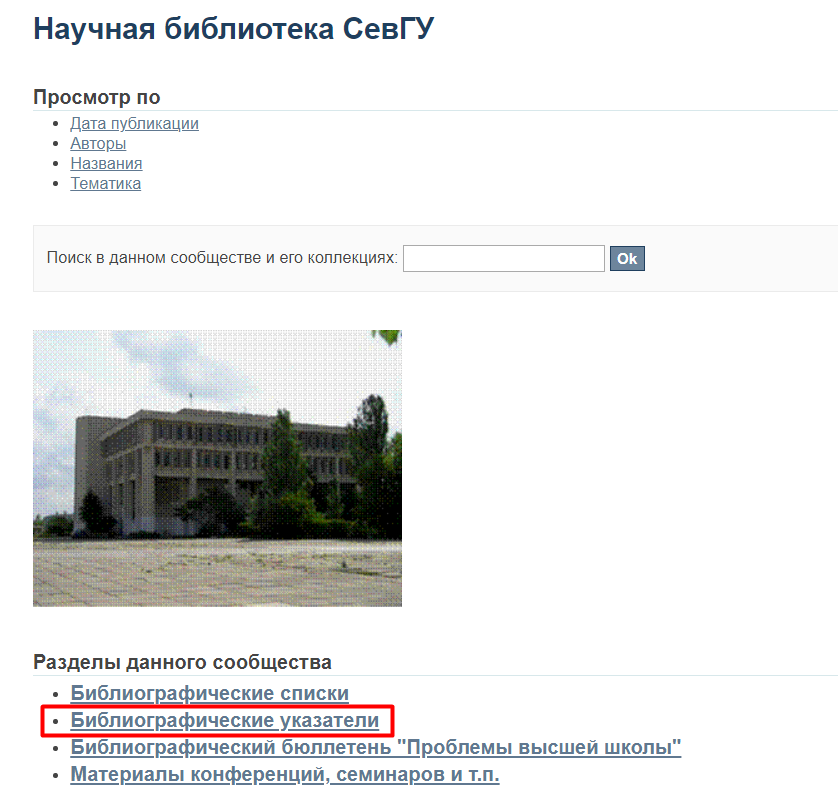 Научная библиотека СевГУ
Просмотр по
Дата публикации
Авторы
Названия
Тематика
Поиск в данном сообществе и его коллекциях: Ok
Разделы данного сообщества
Библиографические списки
Библиографические указатели
Библиографический бюллетень "Проблемы высшей школы"
Материалы конференций, семинаров и т.п.